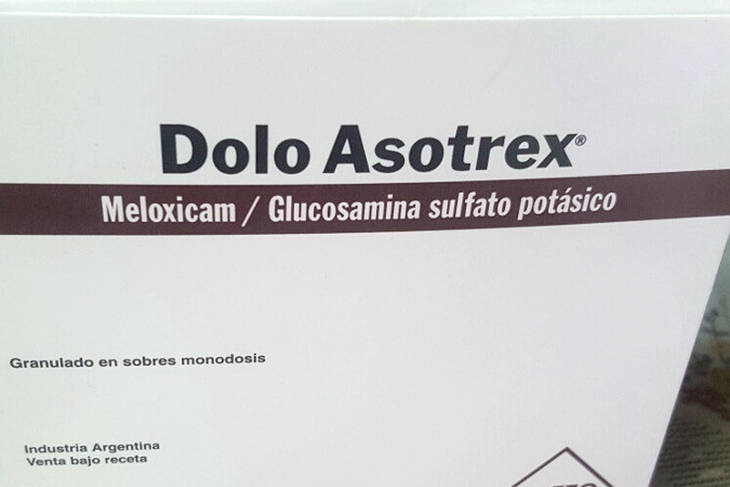 Dolo Asotrex®
Meloxicam / Glucosamina sulfato potásico
Granulado en sobres monodosis
Industria Argentina
Venta bajo receta